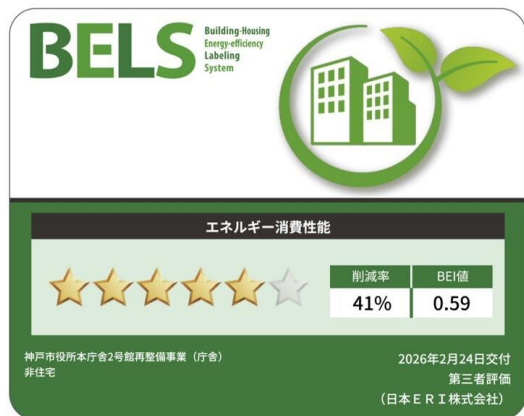 BELS
Building-Housing
Energy-efficiency
Labeling
System
エネルギー消費性能
削減率
BEI値
41%
0.59
神戸市役所本庁舎2号館再整備事業（庁舎）
非住宅
2026年2月24日交付
第三者評価
（日本ＥＲＩ株式会社）